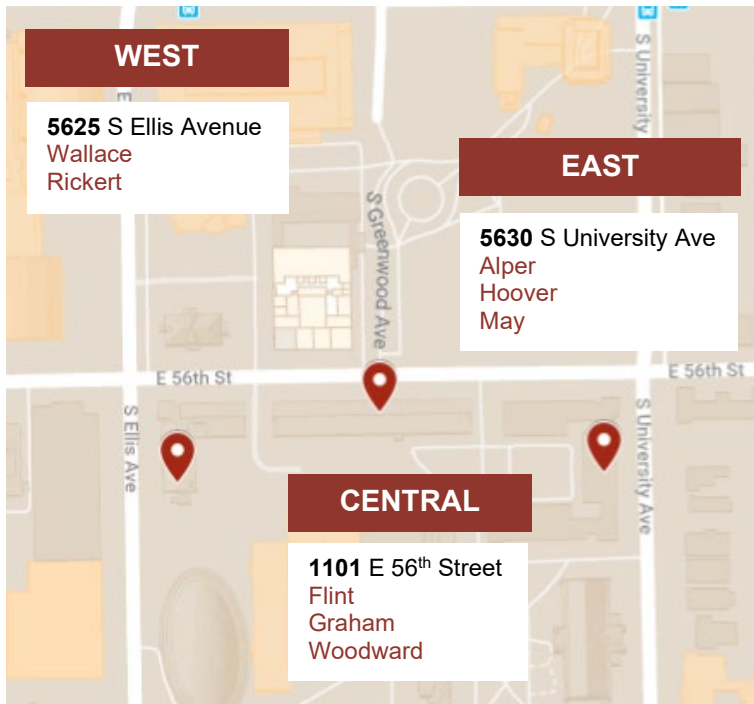 WEST
5625 S Ellis Avenue
Wallace
Rickert
E
S University
EAST
5630 S University Ave
Alper
Hoover
May
S Greenwood Ave
E 56th St
E 56th St
S Ellis Ave
S University Ave
CENTRAL
1101 E 56th Street
Flint
Graham
Woodward